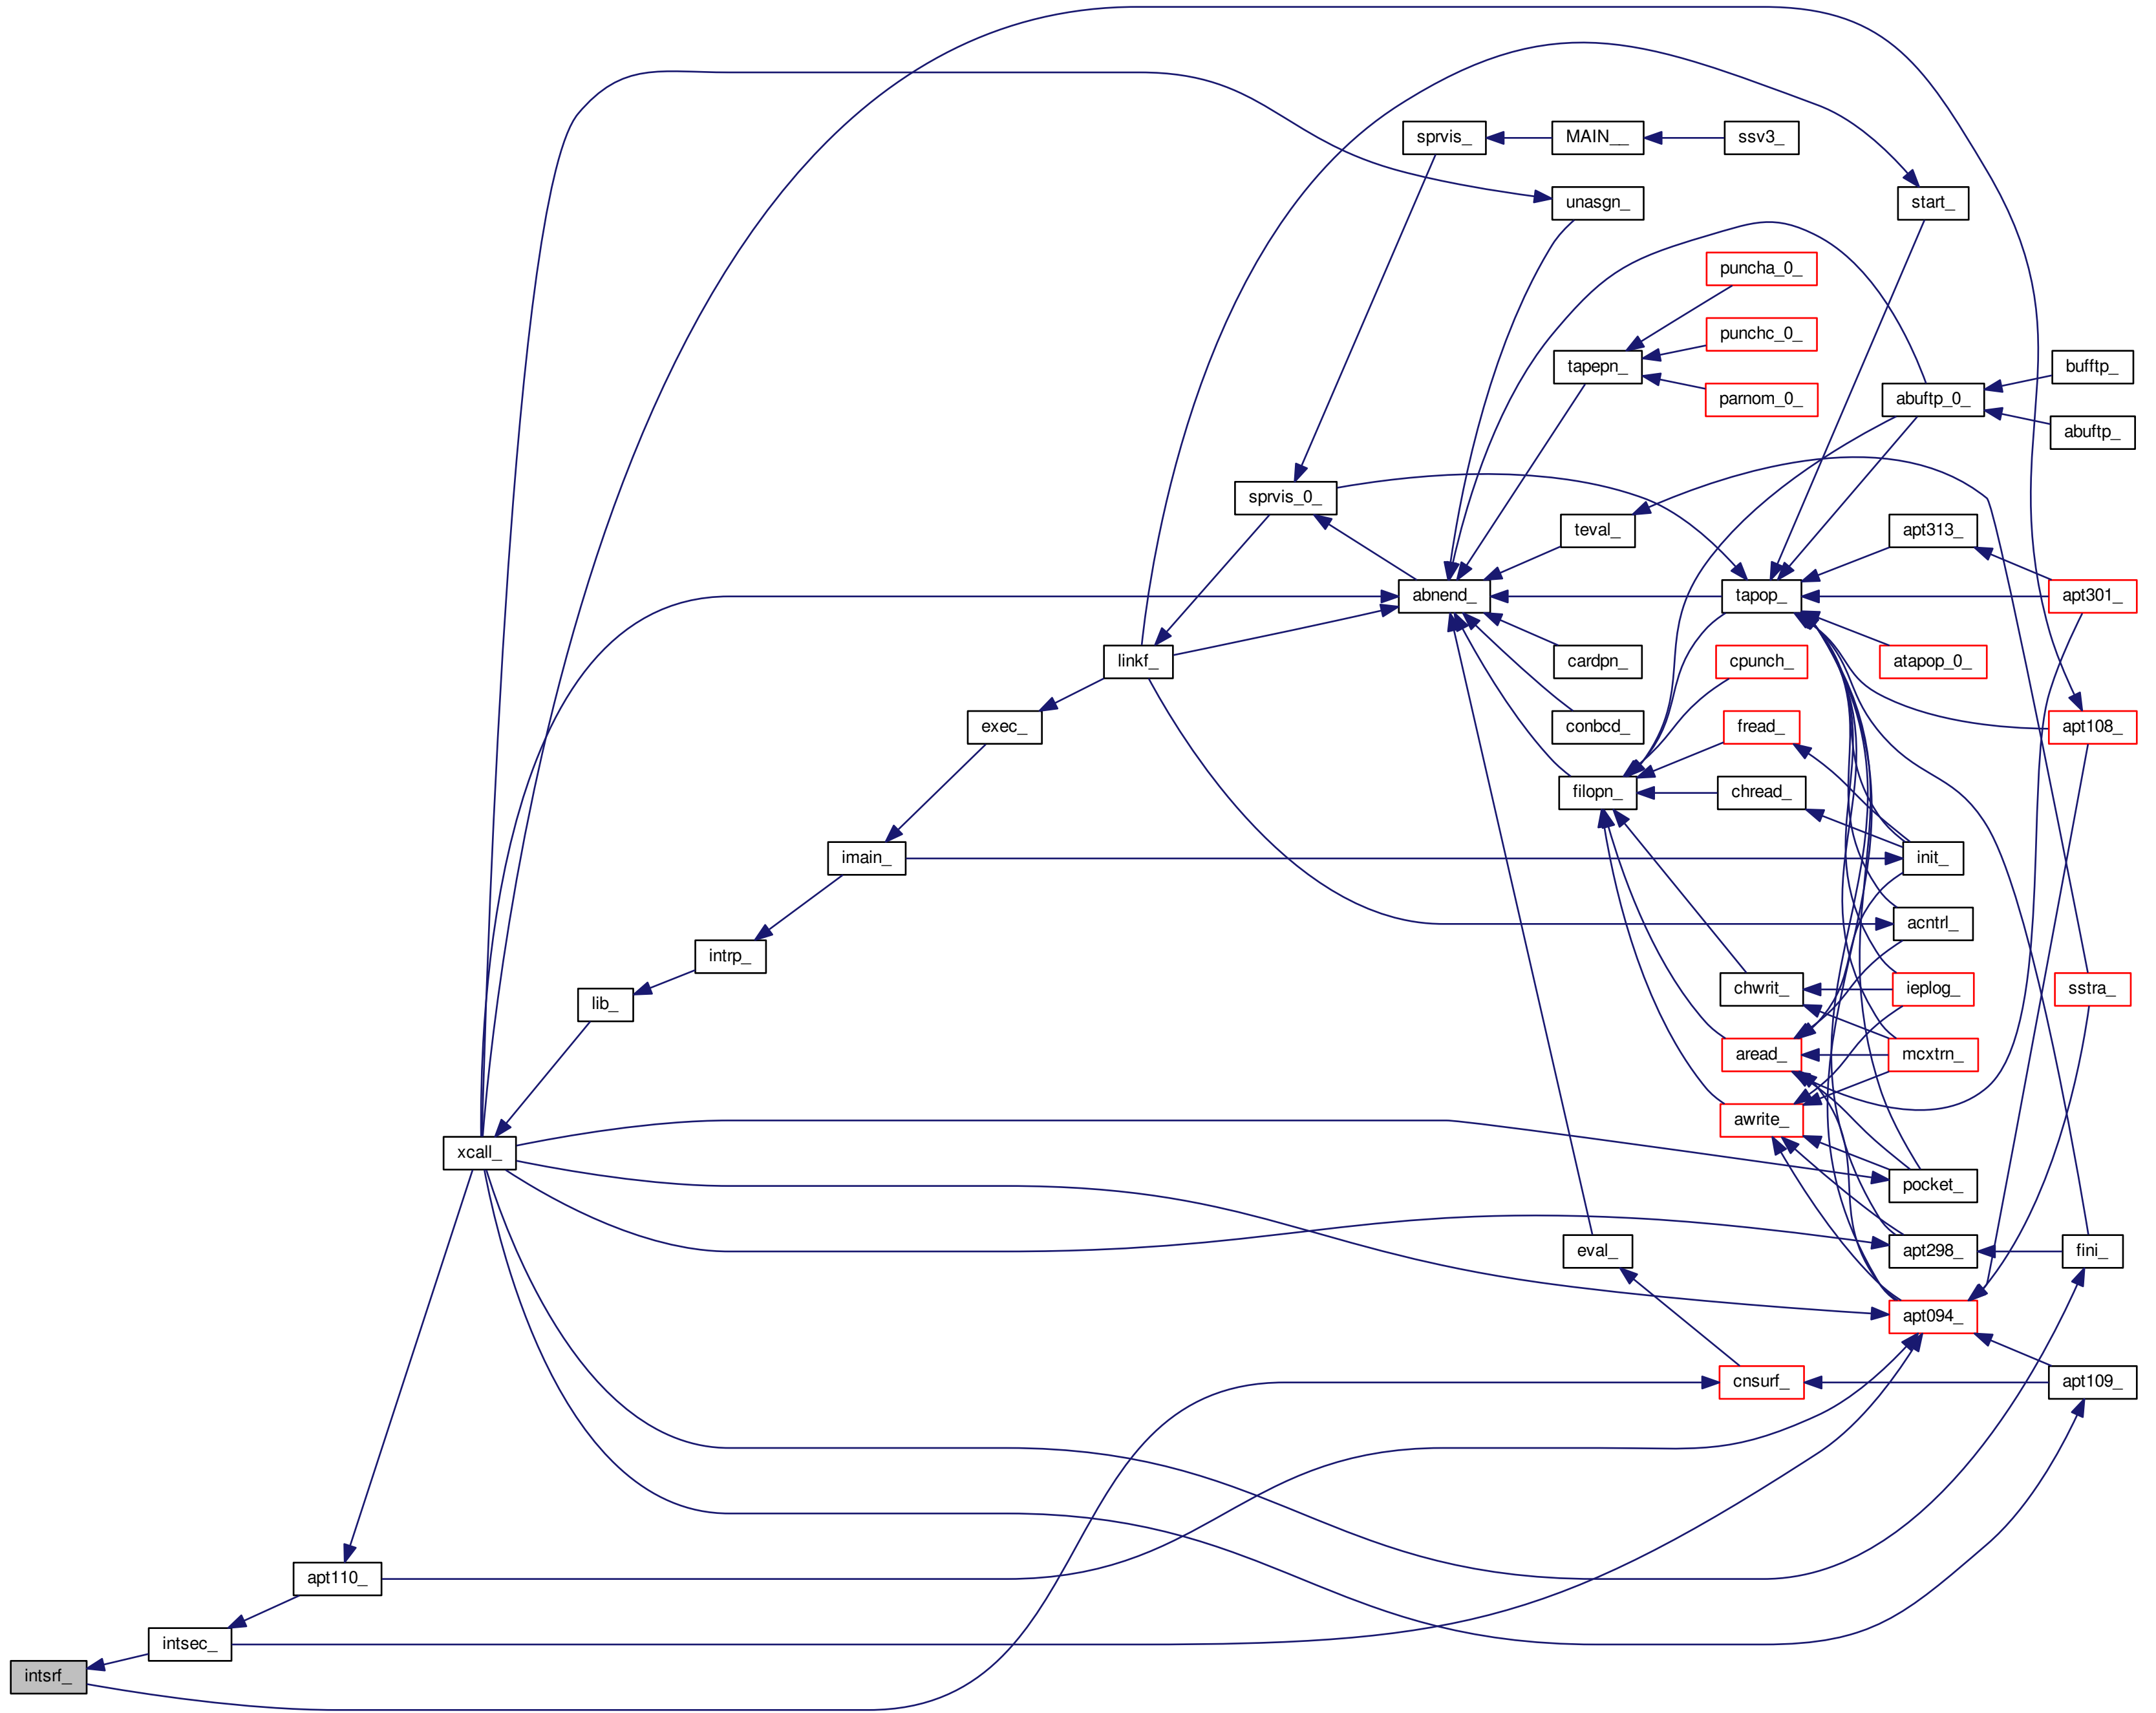 sprvis_
MAIN__
ssv3_
unasgn_
start_
puncha_0_
punchc_0_
tapepn_
bufftp_
parnom_0_
abuftp_0_
abuftp_
sprvis_0_
teval_
apt313_
abnend_
tapop_
apt301_
linkf_
cardpn_
cpunch_
atapop_0_
exec_
conbcd_
fread_
apt108_
filopn_
chread_
imain_
init_
acntrl_
intrp_
lib_
chwrit_
ieplog_
sstra_
aread_
mcxtrn_
awrite_
xcall_
pocket_
eval_
apt298_
fini_
apt094_
cnsurf_
apt109_
apt110_
intsec_
intsrf_